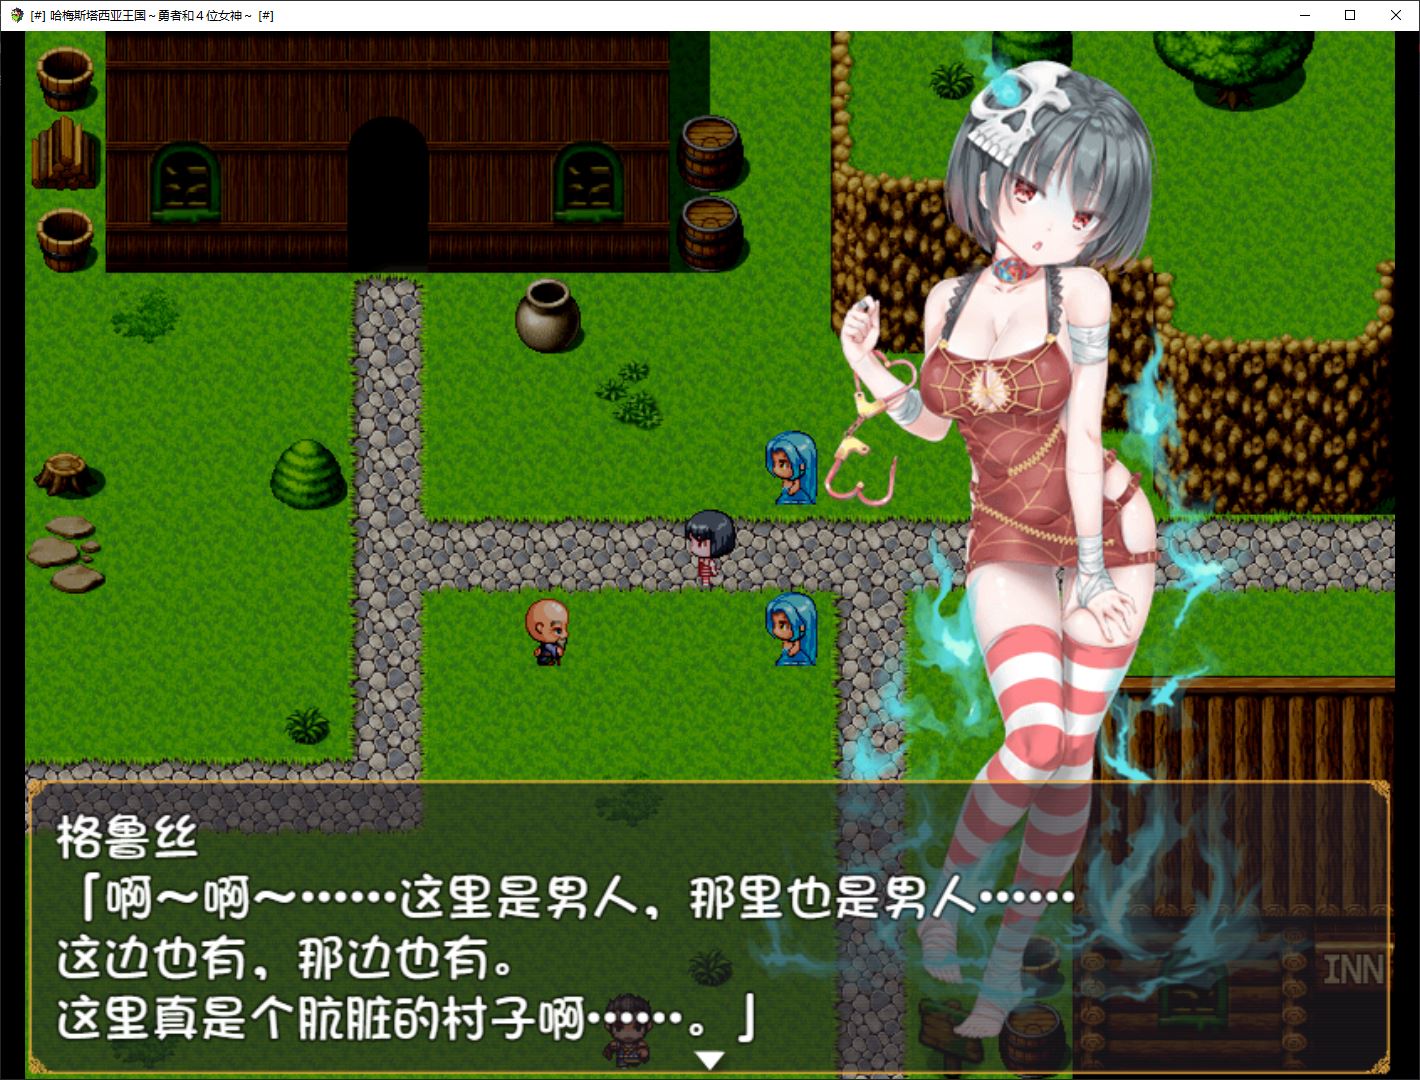 [#] 哈梅斯塔西亚王国～勇者和４位女神～ [#]
格鲁丝
「啊～啊～……这里是男人，那里也是男人……
这边也有，那边也有。
这里真是个肮脏的村子啊……。」
INN